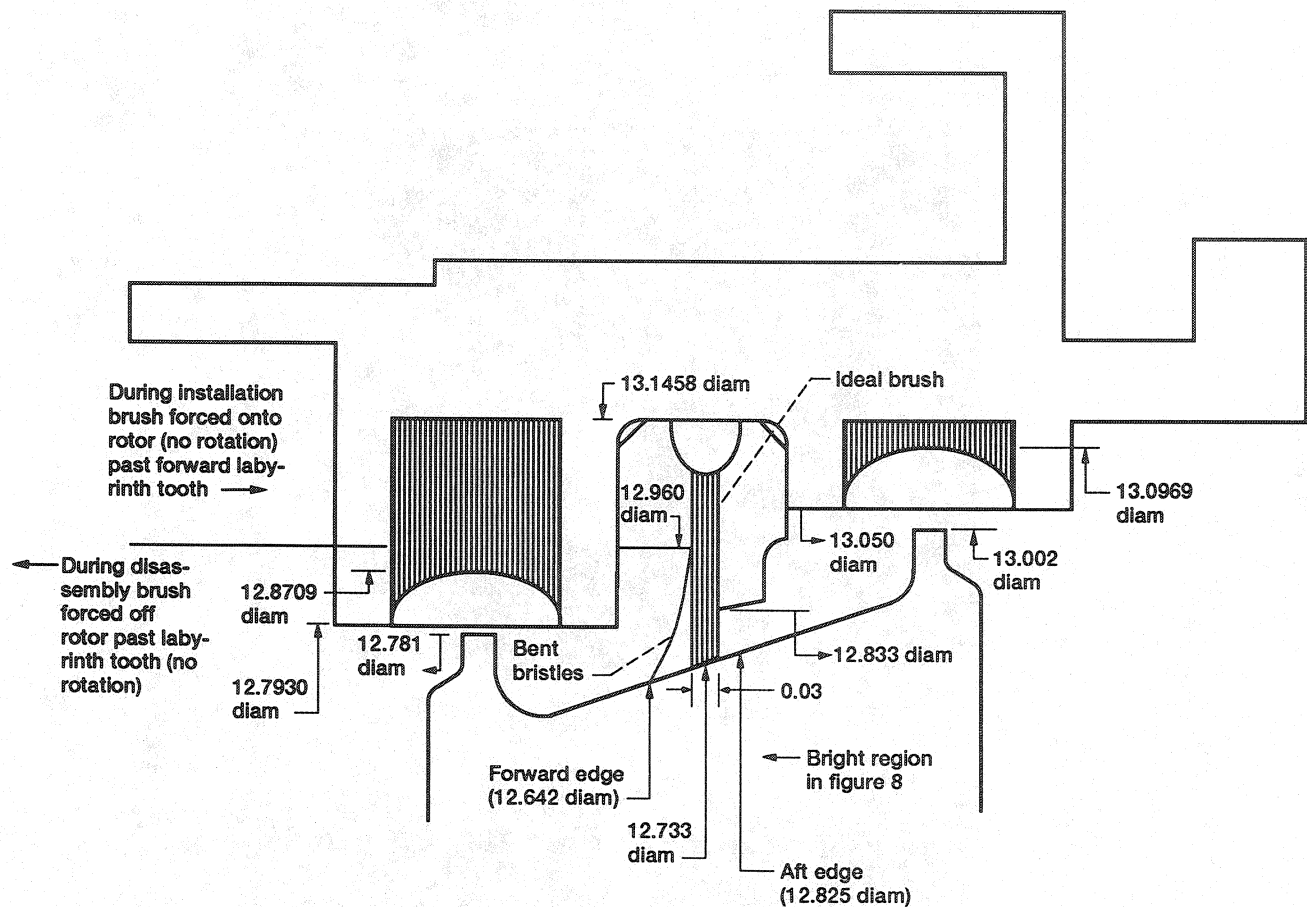 13.1458 diam
Ideal brush
During installation
brush forced onto
rotor (no rotation)
past forward laby-
rinth tooth
12.960
diam
13.0969
diam
13.050
diam
13.002
diam
During disas-
sembly brush
forced off
rotor past laby-
rinth tooth (no
rotation)
12.8709
diam
12.781
diam
Bent
bristles
12.833 diam
12.7930
diam
0.03
Forward edge
(12.642 diam)
Bright region
in figure 8
12.733
diam
Aft edge
(12.825 diam)